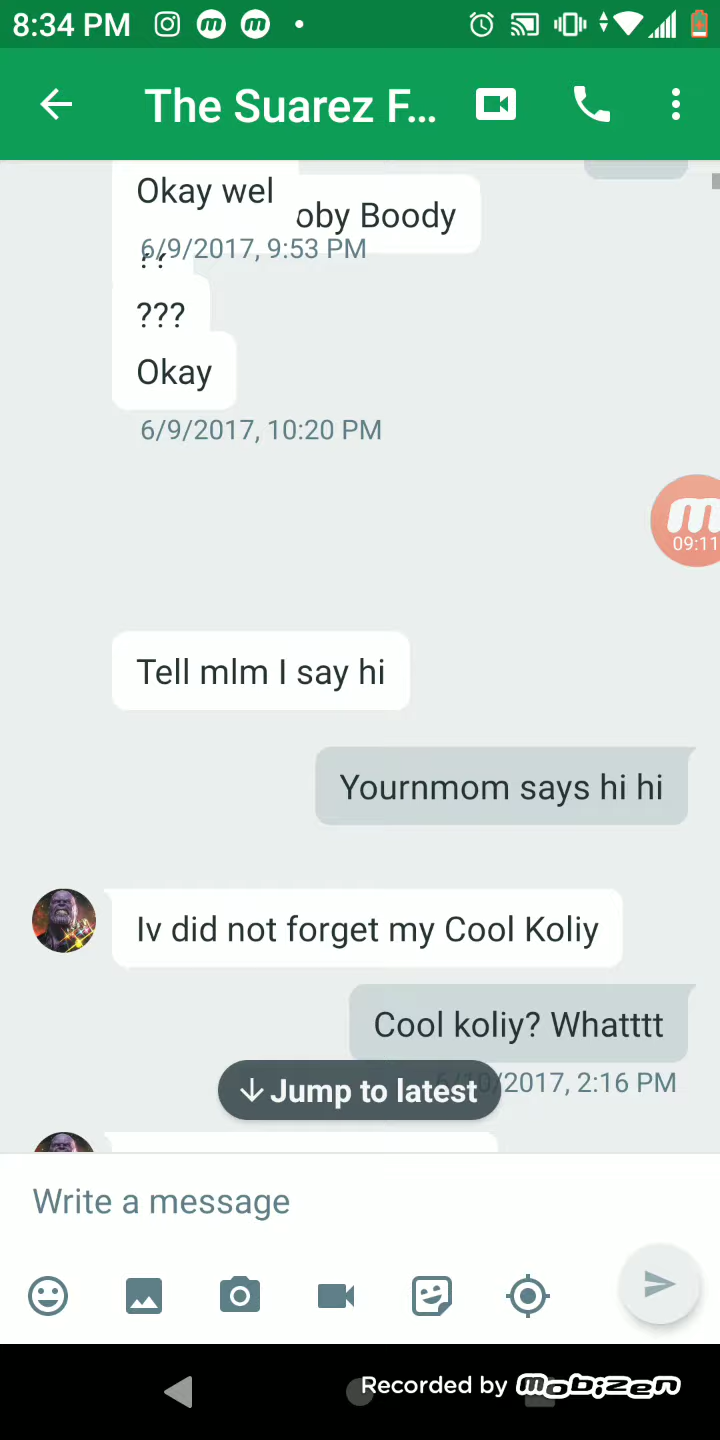 8:34 PM
The Suarez F...
Okay wel
oby Boody
6/9/2017, 9:53 PM
???
Okay
6/9/2017, 10:20 PM
09:11
Tell mlm I say hi
Yournmom says hi hi
Iv did not forget my Cool Koliy
Cool koliy? Whatttt
6/10/2017, 2:16 PM
Jump to latest
Write a message
Recorded by mobizen